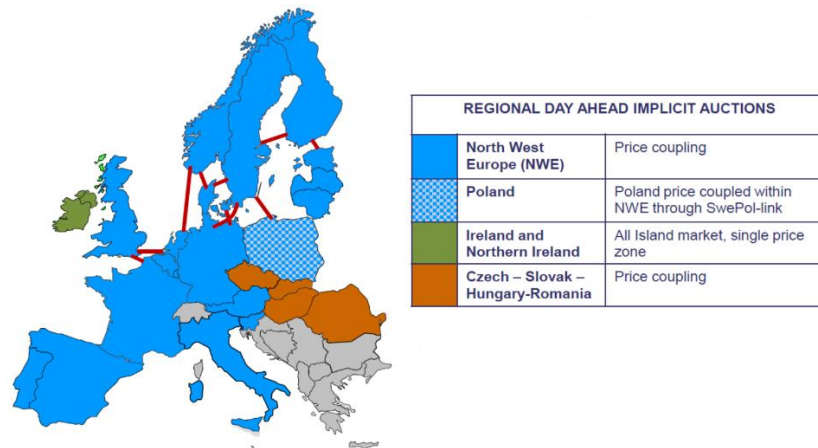 REGIONAL DAY AHEAD IMPLICIT AUCTIONS
North West
Europe (NWE)
Price coupling
Poland
Poland price coupled within
NWE through SwePol-link
Ireland and
Northern Ireland
All Island market, single price
zone
Czech – Slovak –
Hungary-Romania
Price coupling